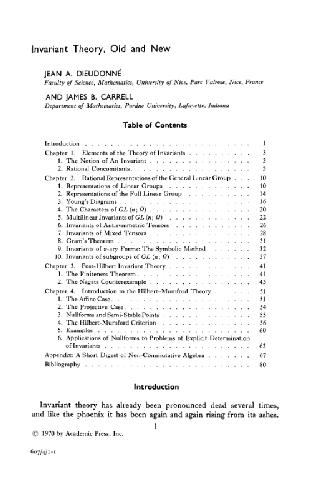 Invariant Theory, Old and New
JEAN A. DIEUDONNÉ
Faculty of Science, Mathematics, University of Nice, Parc Valrose, Nice, France
AND JAMES B. CARRELL
Department of Mathematics, Purdue University, Lafayette, Indiana
Table of Contents
Introduction . . . 1
Chapter 1. Elements of the Theory of Invariants . . . 3
1. The Notion of An Invariant . . . 3
2. Rational Concomitants . . . 5
Chapter 2. Rational Representations of the General Linear Group . . . 10
1. Representations of Linear Groups . . . 10
2. Representations of the Full Linear Group . . . 14
3. Young's Diagrams . . . 16
4. The Characters of GL (n; Ω) . . . 20
5. Multilinear Invariants of GL (n; Ω) . . . 22
6. Invariants of Antisymmetric Tensors . . . 26
7. Invariants of Mixed Tensors . . . 28
8. Gram's Theorem . . . 31
9. Invariants of n-ary Forms: The Symbolic Method . . . 32
10. Invariants of subgroups of GL (n; Ω) . . . 37
Chapter 3. Post-Hilbert Invariant Theory . . . 41
1. The Finiteness Theorem . . . 41
2. The Nagata Counterexample . . . 45
Chapter 4. Introduction to the Hilbert-Mumford Theory . . . 51
1. The Affine Case . . . 51
2. The Projective Case . . . 54
3. Nullforms and Semi-Stable Points . . . 55
4. The Hilbert-Mumford Criterion . . . 56
5. Examples . . . 60
6. Applications of Nullforms to Problems of Explicit Determination
of Invariants . . . 65
Appendix: A Short Digest of Non-Commutative Algebra . . . 67
Bibliography . . . 80
Introduction
Invariant theory has already been pronounced dead several times,
and like the phoenix it has been again and again rising from its ashes.
1
© 1970 by Academic Press, Inc.